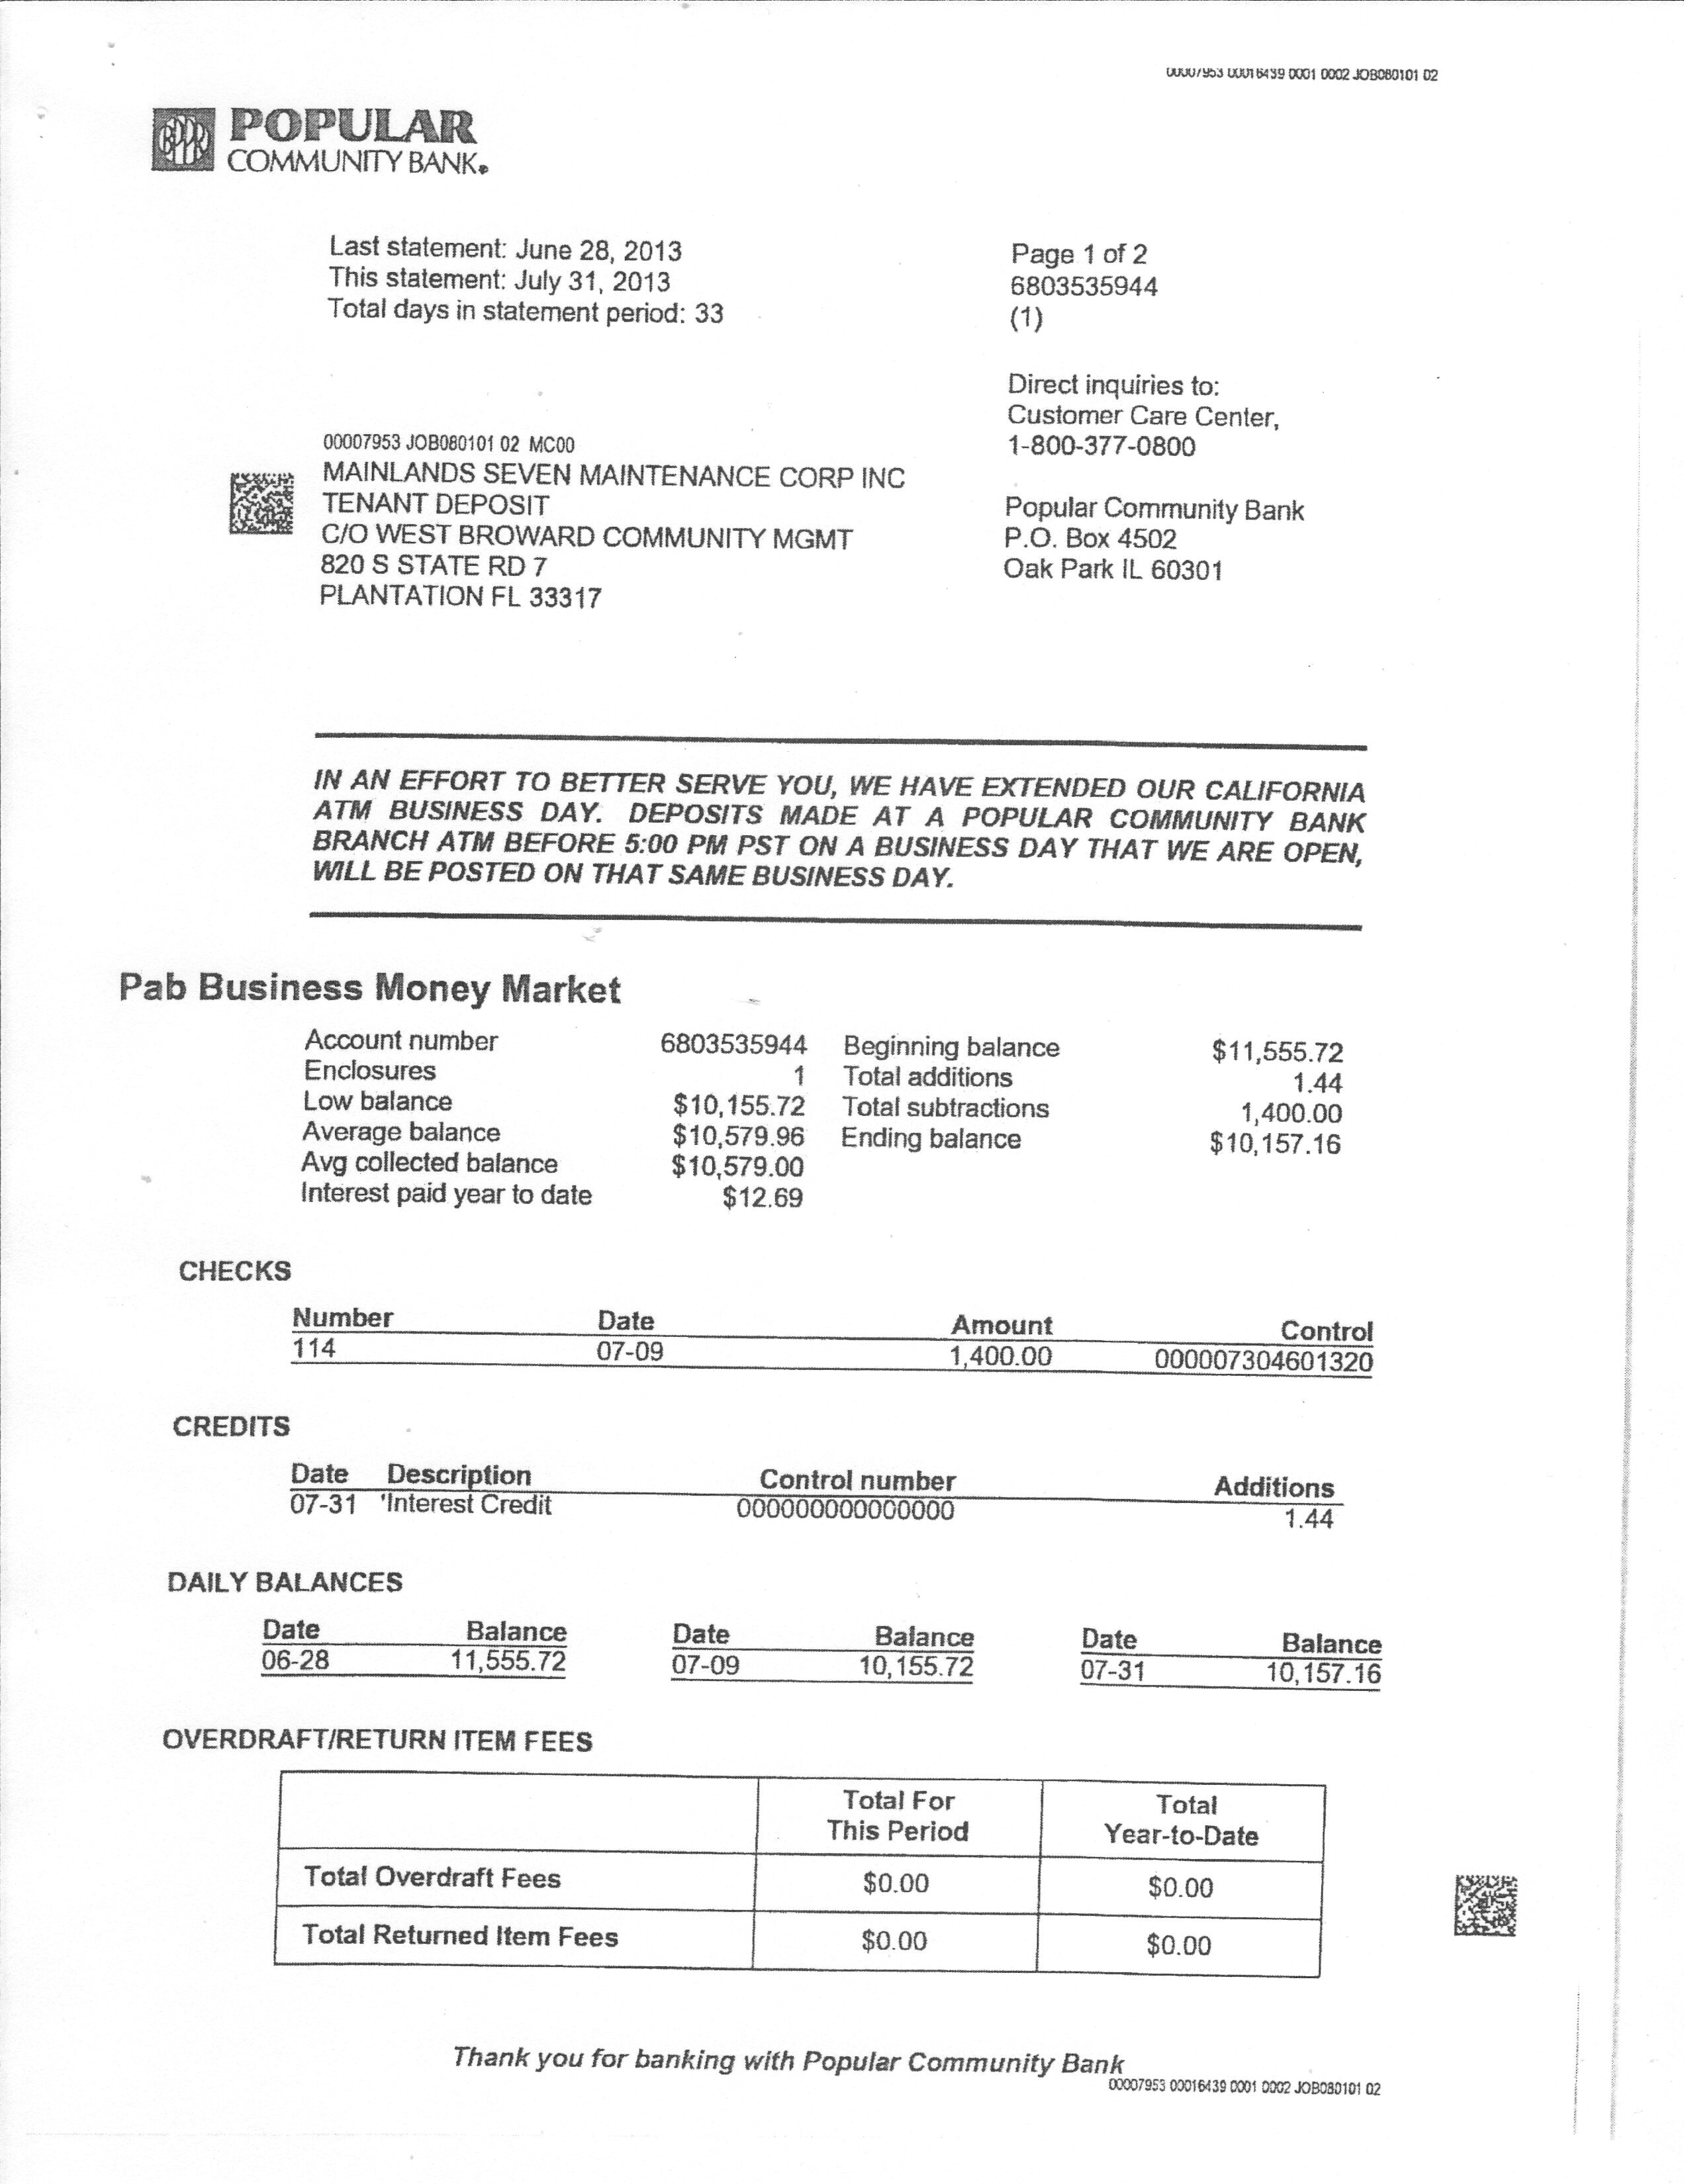 00007953 00016439 0001 0002 JOB080101 02
BPPR
POPULAR
COMMUNITY BANK®
Last statement: June 28, 2013
This statement: July 31, 2013
Total days in statement period: 33
Page 1 of 2
6803535944
(1)
Direct inquiries to:
Customer Care Center,
1-800-377-0800
Popular Community Bank
P.O. Box 4502
Oak Park IL 60301
00007953 JOB080101 02 MC00
MAINLANDS SEVEN MAINTENANCE CORP INC
TENANT DEPOSIT
C/O WEST BROWARD COMMUNITY MGMT
820 S STATE RD 7
PLANTATION FL 33317
IN AN EFFORT TO BETTER SERVE YOU, WE HAVE EXTENDED OUR CALIFORNIA
ATM BUSINESS DAY. DEPOSITS MADE AT A POPULAR COMMUNITY BANK
BRANCH ATM BEFORE 5:00 PM PST ON A BUSINESS DAY THAT WE ARE OPEN,
WILL BE POSTED ON THAT SAME BUSINESS DAY.
Pab Business Money Market
Account number 6803535944 Beginning balance $11,555.72
Enclosures 1 Total additions 1.44
Low balance $10,155.72 Total subtractions 1,400.00
Average balance $10,579.96 Ending balance $10,157.16
Avg collected balance $10,579.00
Interest paid year to date $12.69
CHECKS
Number Date Amount Control
114 07-09 1,400.00 000007304601320
CREDITS
Date Description Control number Additions
07-31 'Interest Credit 000000000000000 1.44
DAILY BALANCES
Date Balance Date Balance Date Balance
06-28 11,555.72 07-09 10,155.72 07-31 10,157.16
OVERDRAFT/RETURN ITEM FEES
Total For This Period Total Year-to-Date
Total Overdraft Fees $0.00 $0.00
Total Returned Item Fees $0.00 $0.00
Thank you for banking with Popular Community Bank
00007953 00016439 0001 0002 JOB080101 02